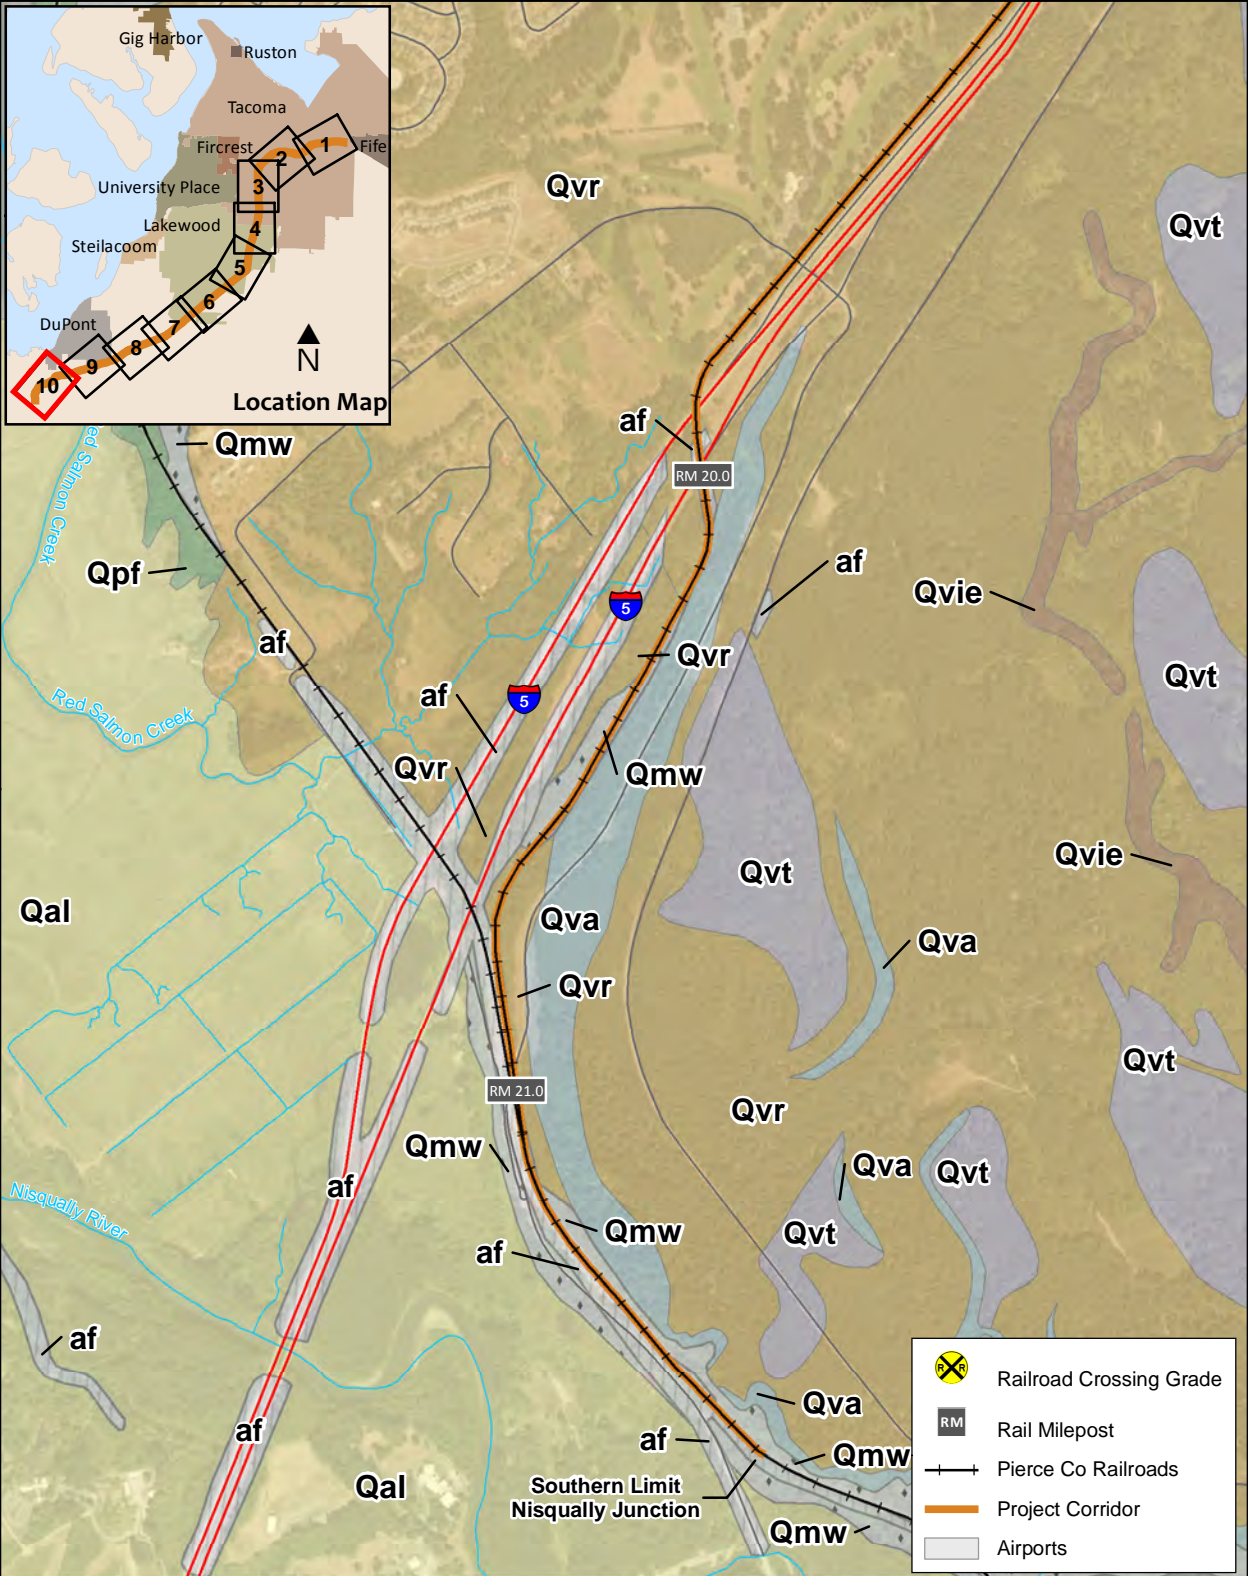 Gig Harbor
Ruston
Tacoma
Fircrest
Fife
1
2
University Place
3
Lakewood
4
Steilacoom
5
6
DuPont
7
8
9
10
N
Location Map
Qvr
Qvt
af
Qmw
RM 20.0
ed Salmon Creek
Qpf
af
Qvie
5
af
Qvr
Qvt
5
af
Red Salmon Creek
Qvr
Qmw
Qvie
Qvt
Qal
Qva
Qva
Qvr
Qvt
RM 21.0
Qvr
Qmw
Qva
Qvt
af
Nisqually River
Qmw
Qvt
af
af
Qva
af
af
Qmw
Qal
Southern Limit
Nisqually Junction
Qmw
R R
Railroad Crossing Grade
RM
Rail Milepost
Pierce Co Railroads
Project Corridor
Airports